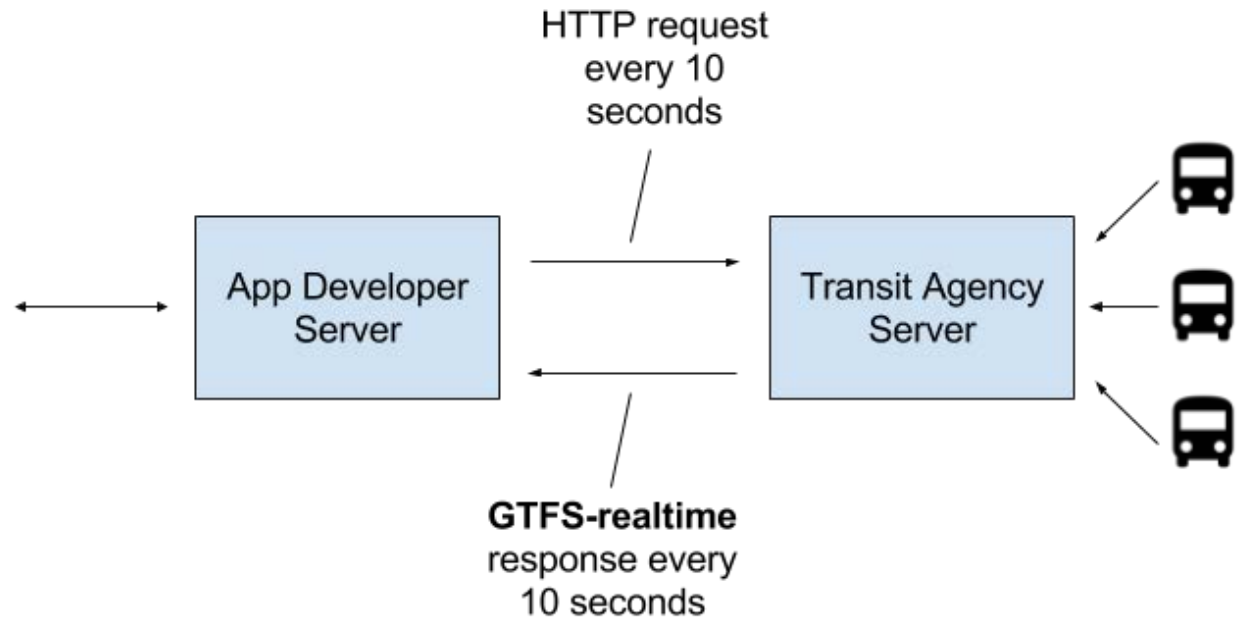 HTTP request
every 10
seconds
App Developer
Server
Transit Agency
Server
GTFS-realtime
response every
10 seconds